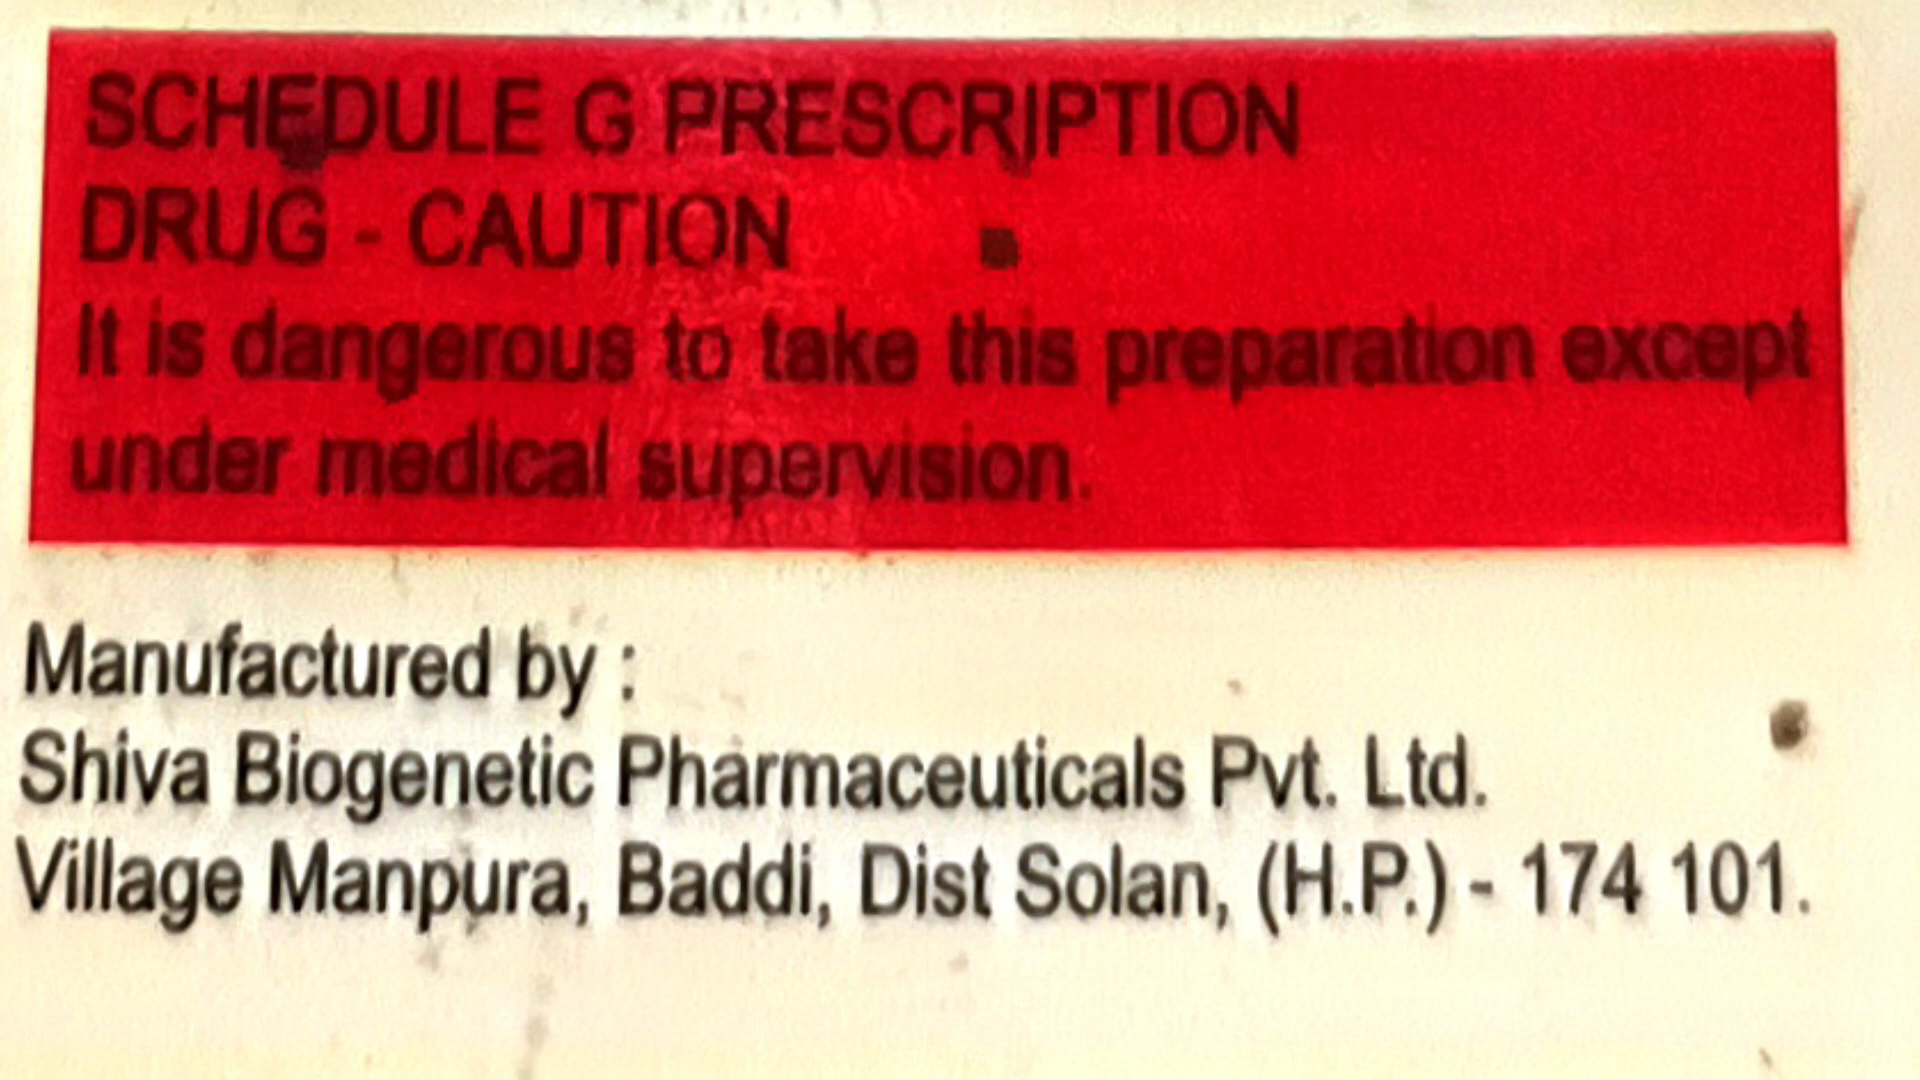 SCHEDULE G PRESCRIPTION
DRUG - CAUTION
It is dangerous to take this preparation except
under medical supervision.
Manufactured by :
Shiva Biogenetic Pharmaceuticals Pvt. Ltd.
Village Manpura, Baddi, Dist Solan, (H.P.) - 174 101.